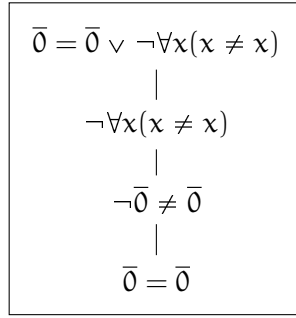 0̅ = 0̅ ∨ ¬∀x(x ≠ x)
¬∀x(x ≠ x)
¬0̅ ≠ 0̅
0̅ = 0̅